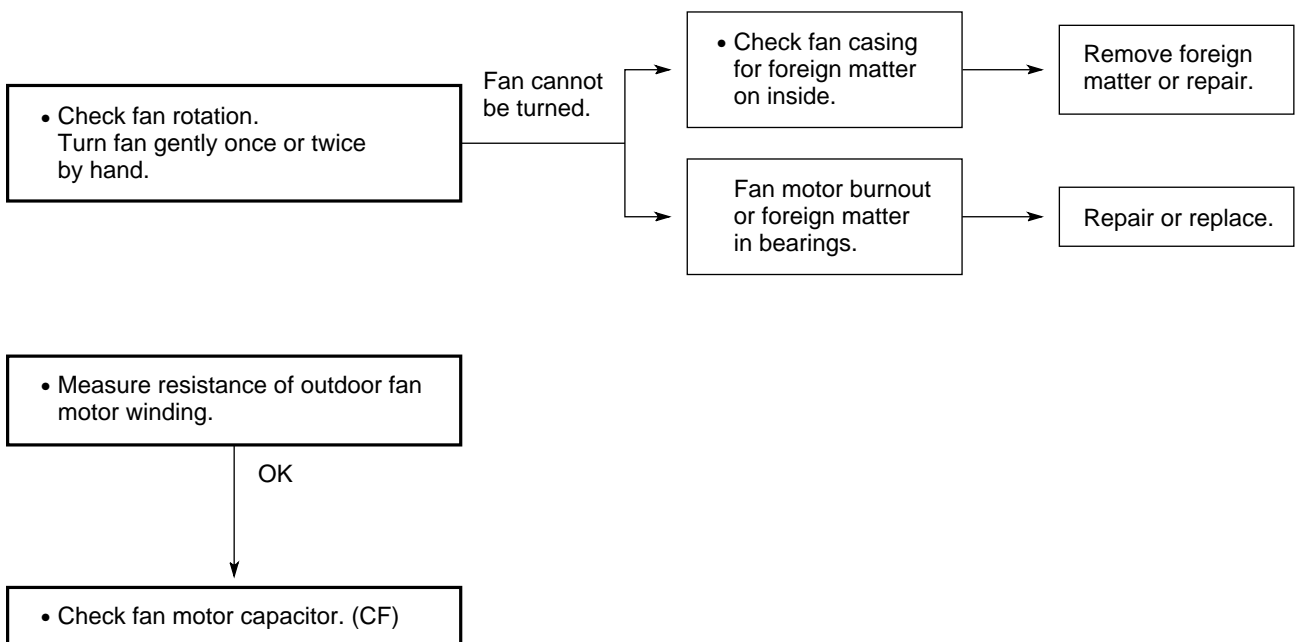 • Check fan rotation.
Turn fan gently once or twice
by hand.
Fan cannot
be turned.
• Check fan casing
for foreign matter
on inside.
Remove foreign
matter or repair.
Fan motor burnout
or foreign matter
in bearings.
Repair or replace.
• Measure resistance of outdoor fan
motor winding.
OK
• Check fan motor capacitor. (CF)